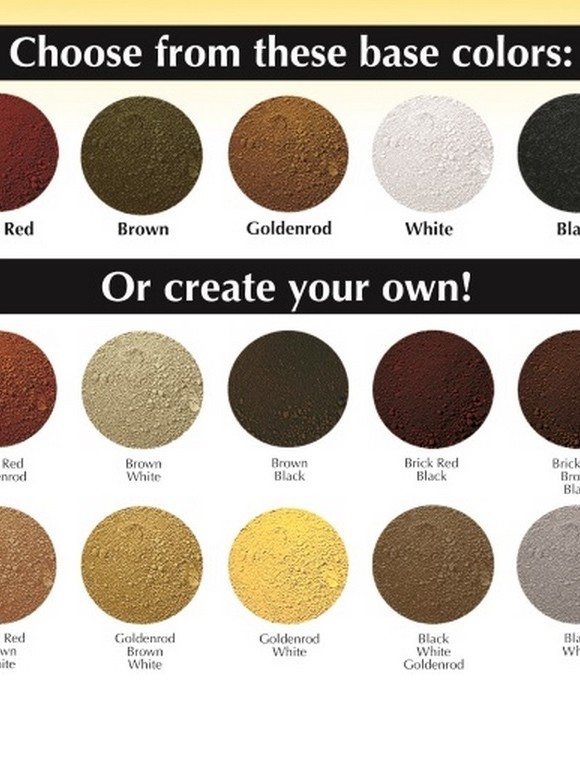 Choose from these base colors:
Red
Brown
Goldenrod
White
Bla
Or create your own!
Red
nrod
Brown
White
Brown
Black
Brick Red
Black
Brick
Bro
Bla
Red
wn
ite
Goldenrod
Brown
White
Goldenrod
White
Black
White
Goldenrod
Bla
Wh